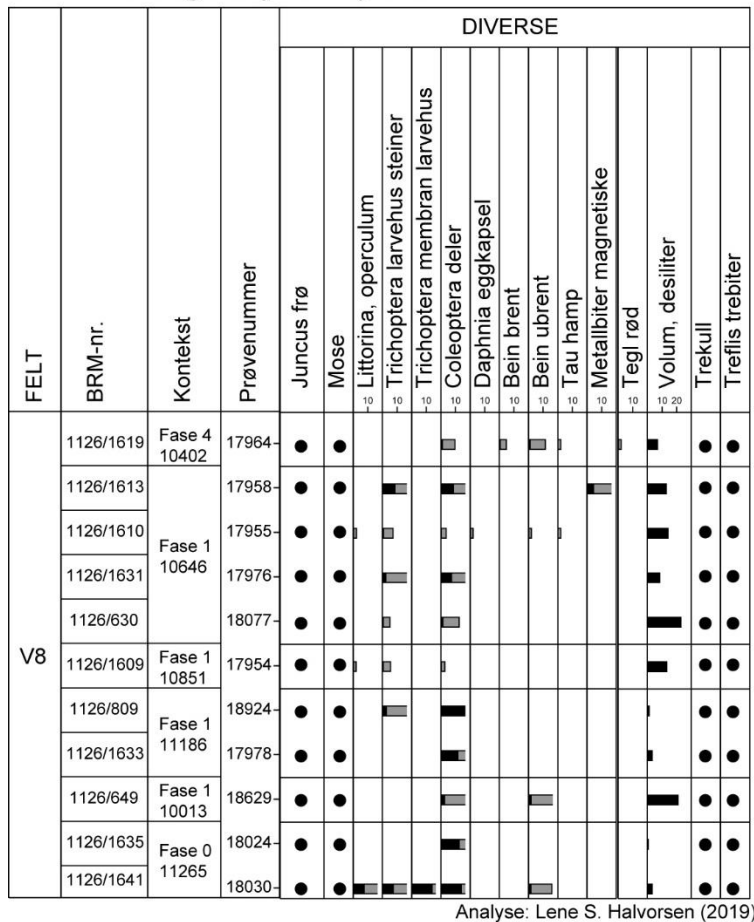 DIVERSE
FELT
BRM-nr.
Kontekst
Prøvenummer
Juncus frø
Mose
Littorina, operculum
Trichoptera larvehus steiner
Trichoptera membran larvehus
Coleoptera deler
Daphnia eggkapsel
Bein brent
Bein ubrent
Tau hamp
Metallbiter magnetiske
Tegl rød
Volum, desiliter
Trekull
Treflis trebiter
10 10 10 10 10 10 10 10 10 10 10 20
V8
1126/1619 Fase 4 10402 17964
1126/1613 17958
1126/1610 17955
Fase 1
10646
1126/1631 17976
1126/630 18077
1126/1609 Fase 1 10851 17954
1126/809 18924
Fase 1
11186
1126/1633 17978
1126/649 Fase 1 10013 18629
1126/1635 18024
Fase 0
11265
1126/1641 18030
Analyse: Lene S. Halvorsen (2019)